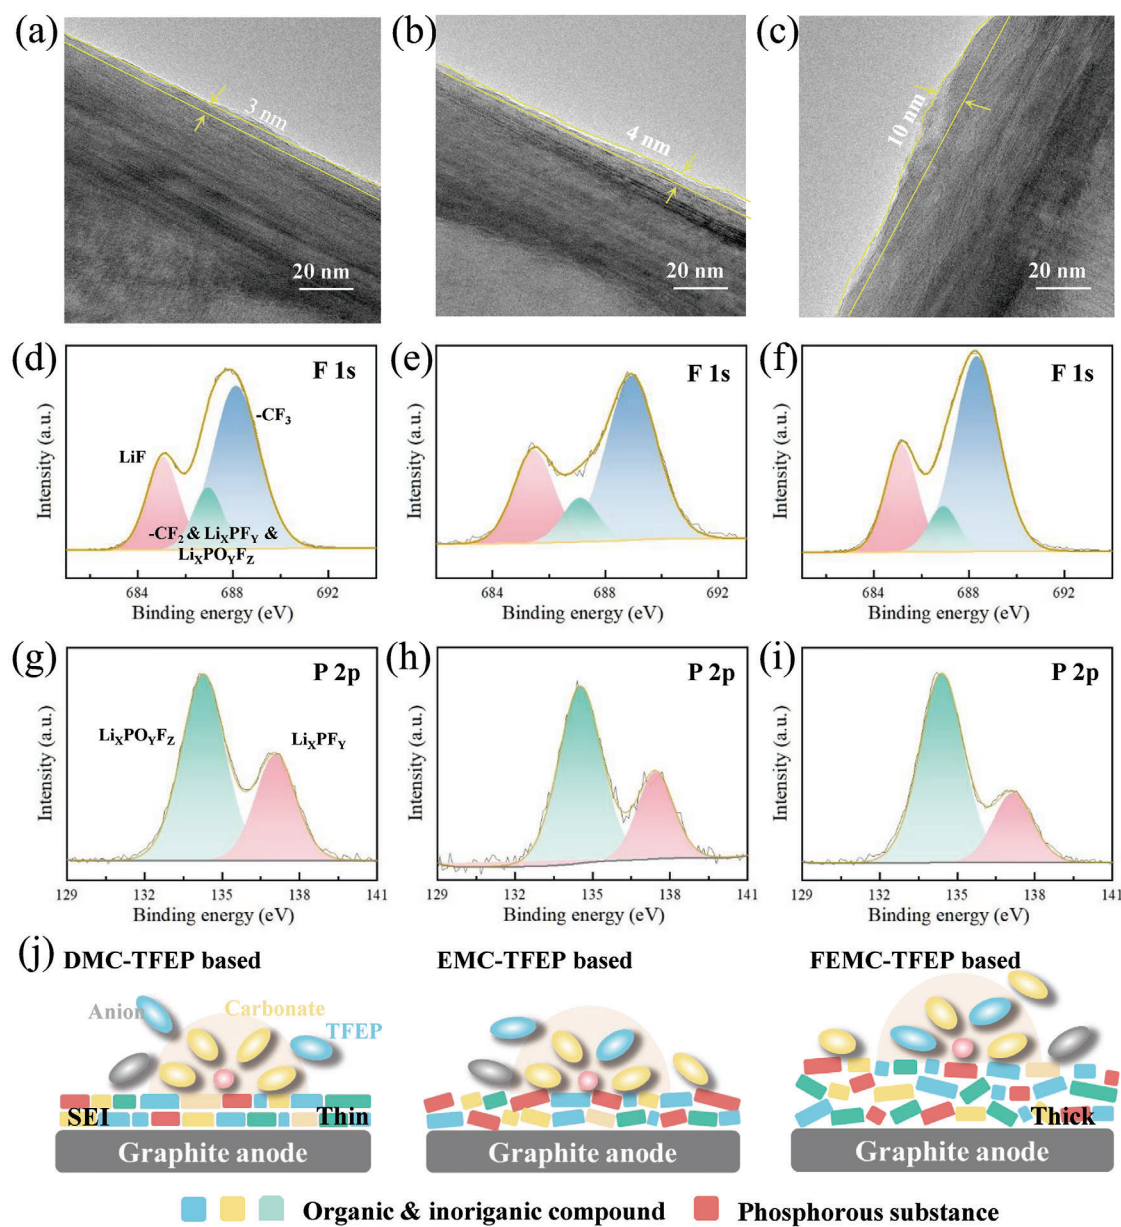 (a)
3 nm
20 nm
(b)
4 nm
20 nm
(c)
10 nm
20 nm
(d)
F 1s
-CF3
LiF
-CF2 & LiXPFY &
LiXPOYFZ
Intensity (a.u.)
684 688 692
Binding energy (eV)
(e)
F 1s
Intensity (a.u.)
684 688 692
Binding energy (eV)
(f)
F 1s
Intensity (a.u.)
684 688 692
Binding energy (eV)
(g)
P 2p
LiXPOYFZ
LiXPFY
Intensity (a.u.)
129 132 135 138 141
Binding energy (eV)
(h)
P 2p
Intensity (a.u.)
129 132 135 138 141
Binding energy (eV)
(i)
P 2p
Intensity (a.u.)
129 132 135 138 141
Binding energy (eV)
(j)
DMC-TFEP based
Anion
Carbonate
TFEP
SEI
Thin
Graphite anode
EMC-TFEP based
Graphite anode
FEMC-TFEP based
Thick
Graphite anode
Organic & inoriganic compound
Phosphorous substance